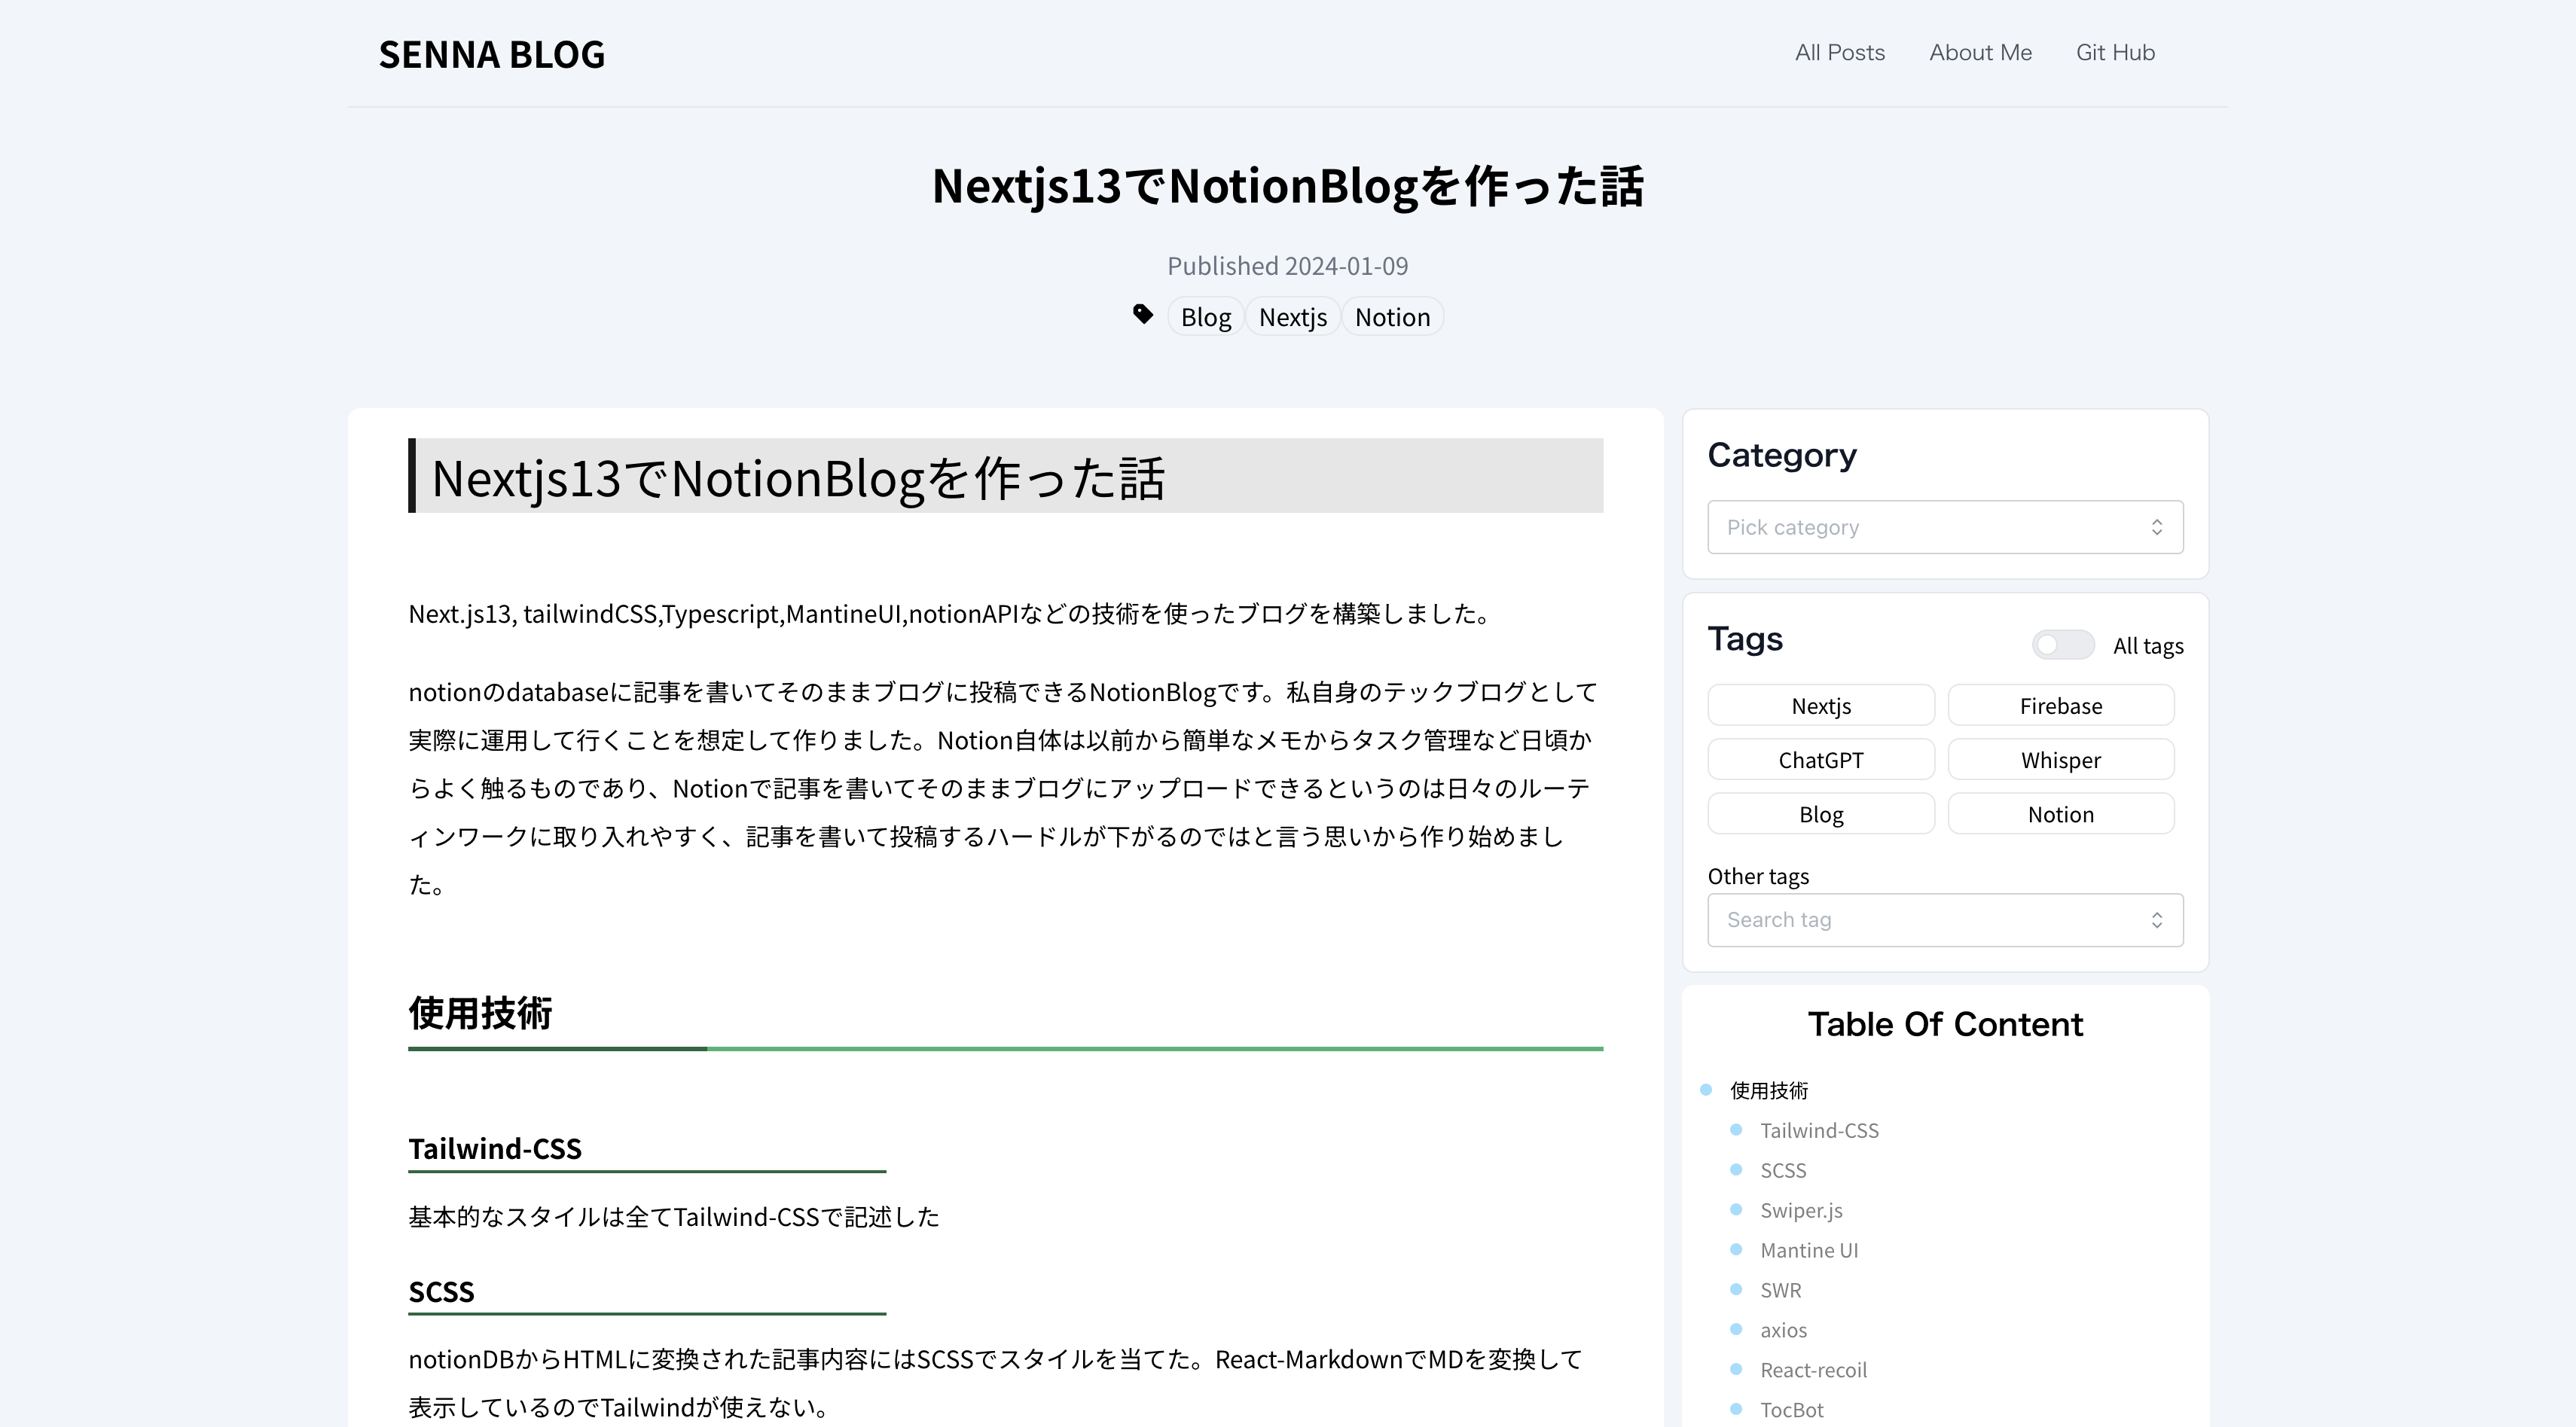 SENNA BLOG
All Posts
About Me
Git Hub
Nextjs13でNotionBlogを作った話
Published 2024-01-09
Blog
Nextjs
Notion
Nextjs13でNotionBlogを作った話
Next.js13, tailwindCSS,Typescript,MantineUI,notionAPIなどの技術を使ったブログを構築しました。
notionのdatabaseに記事を書いてそのままブログに投稿できるNotionBlogです。私自身のテックブログとして
実際に運用して行くことを想定して作りました。Notion自体は以前から簡単なメモからタスク管理など日頃か
らよく触るものであり、Notionで記事を書いてそのままブログにアップロードできるというのは日々のルーテ
ィンワークに取り入れやすく、記事を書いて投稿するハードルが下がるのではと言う思いから作り始めまし
た。
使用技術
Tailwind-CSS
基本的なスタイルは全てTailwind-CSSで記述した
SCSS
notionDBからHTMLに変換された記事内容にはSCSSでスタイルを当てた。React-MarkdownでMDを変換して
表示しているのでTailwindが使えない。
Category
Pick category
Tags
All tags
Nextjs
Firebase
ChatGPT
Whisper
Blog
Notion
Other tags
Search tag
Table Of Content
使用技術
Tailwind-CSS
SCSS
Swiper.js
Mantine UI
SWR
axios
React-recoil
TocBot